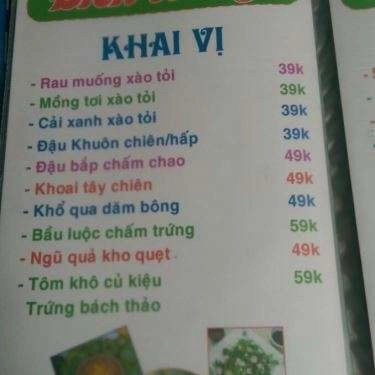 KHAI VỊ
- Rau muống xào tỏi 39k
- Mồng tơi xào tỏi 39k
- Cải xanh xào tỏi 39k
- Đậu Khuôn chiên/hấp 39k
- Đậu bắp chấm chao 49k
- Khoai tây chiên 49k
- Khổ qua dăm bông 49k
- Bầu luộc chấm trứng 59k
- Ngũ quả kho quẹt 49k
- Tôm khô củ kiệu 59k
Trứng bách thảo